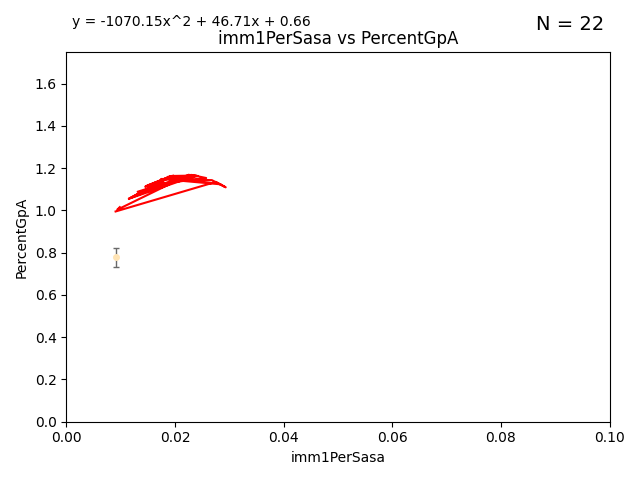 y = -1070.15x^2 + 46.71x + 0.66
N = 22
imm1PerSasa vs PercentGpA
1.6
1.4
1.2
1.0
0.8
0.6
0.4
0.2
0.0
PercentGpA
0.00 0.02 0.04 0.06 0.08 0.10
imm1PerSasa